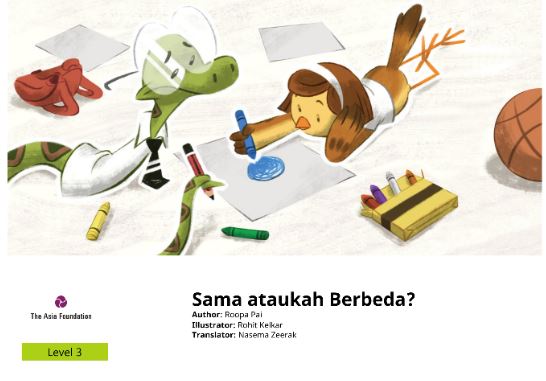 Sama ataukah Berbeda?
Author: Roopa Pai
Illustrator: Rohit Kelkar
Translator: Nasema Zeerak
The Asia Foundation
Level 3